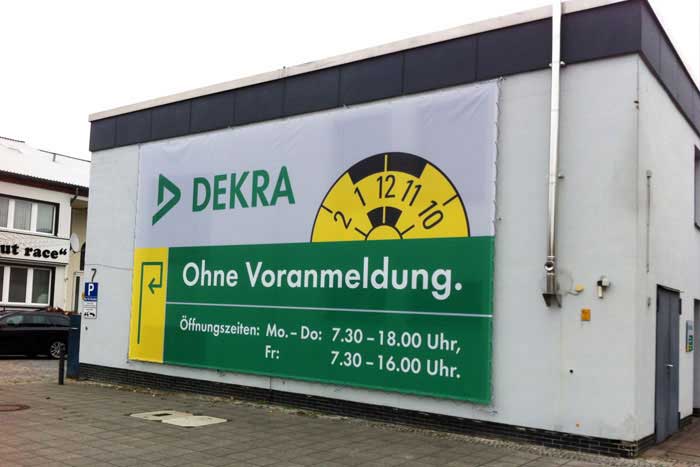 DEKRA
2 1 12 11 10
Ohne Voranmeldung.
Öffnungszeiten: Mo. – Do: 7.30 – 18.00 Uhr,
Fr: 7.30 – 16.00 Uhr.
ut race“
7
P